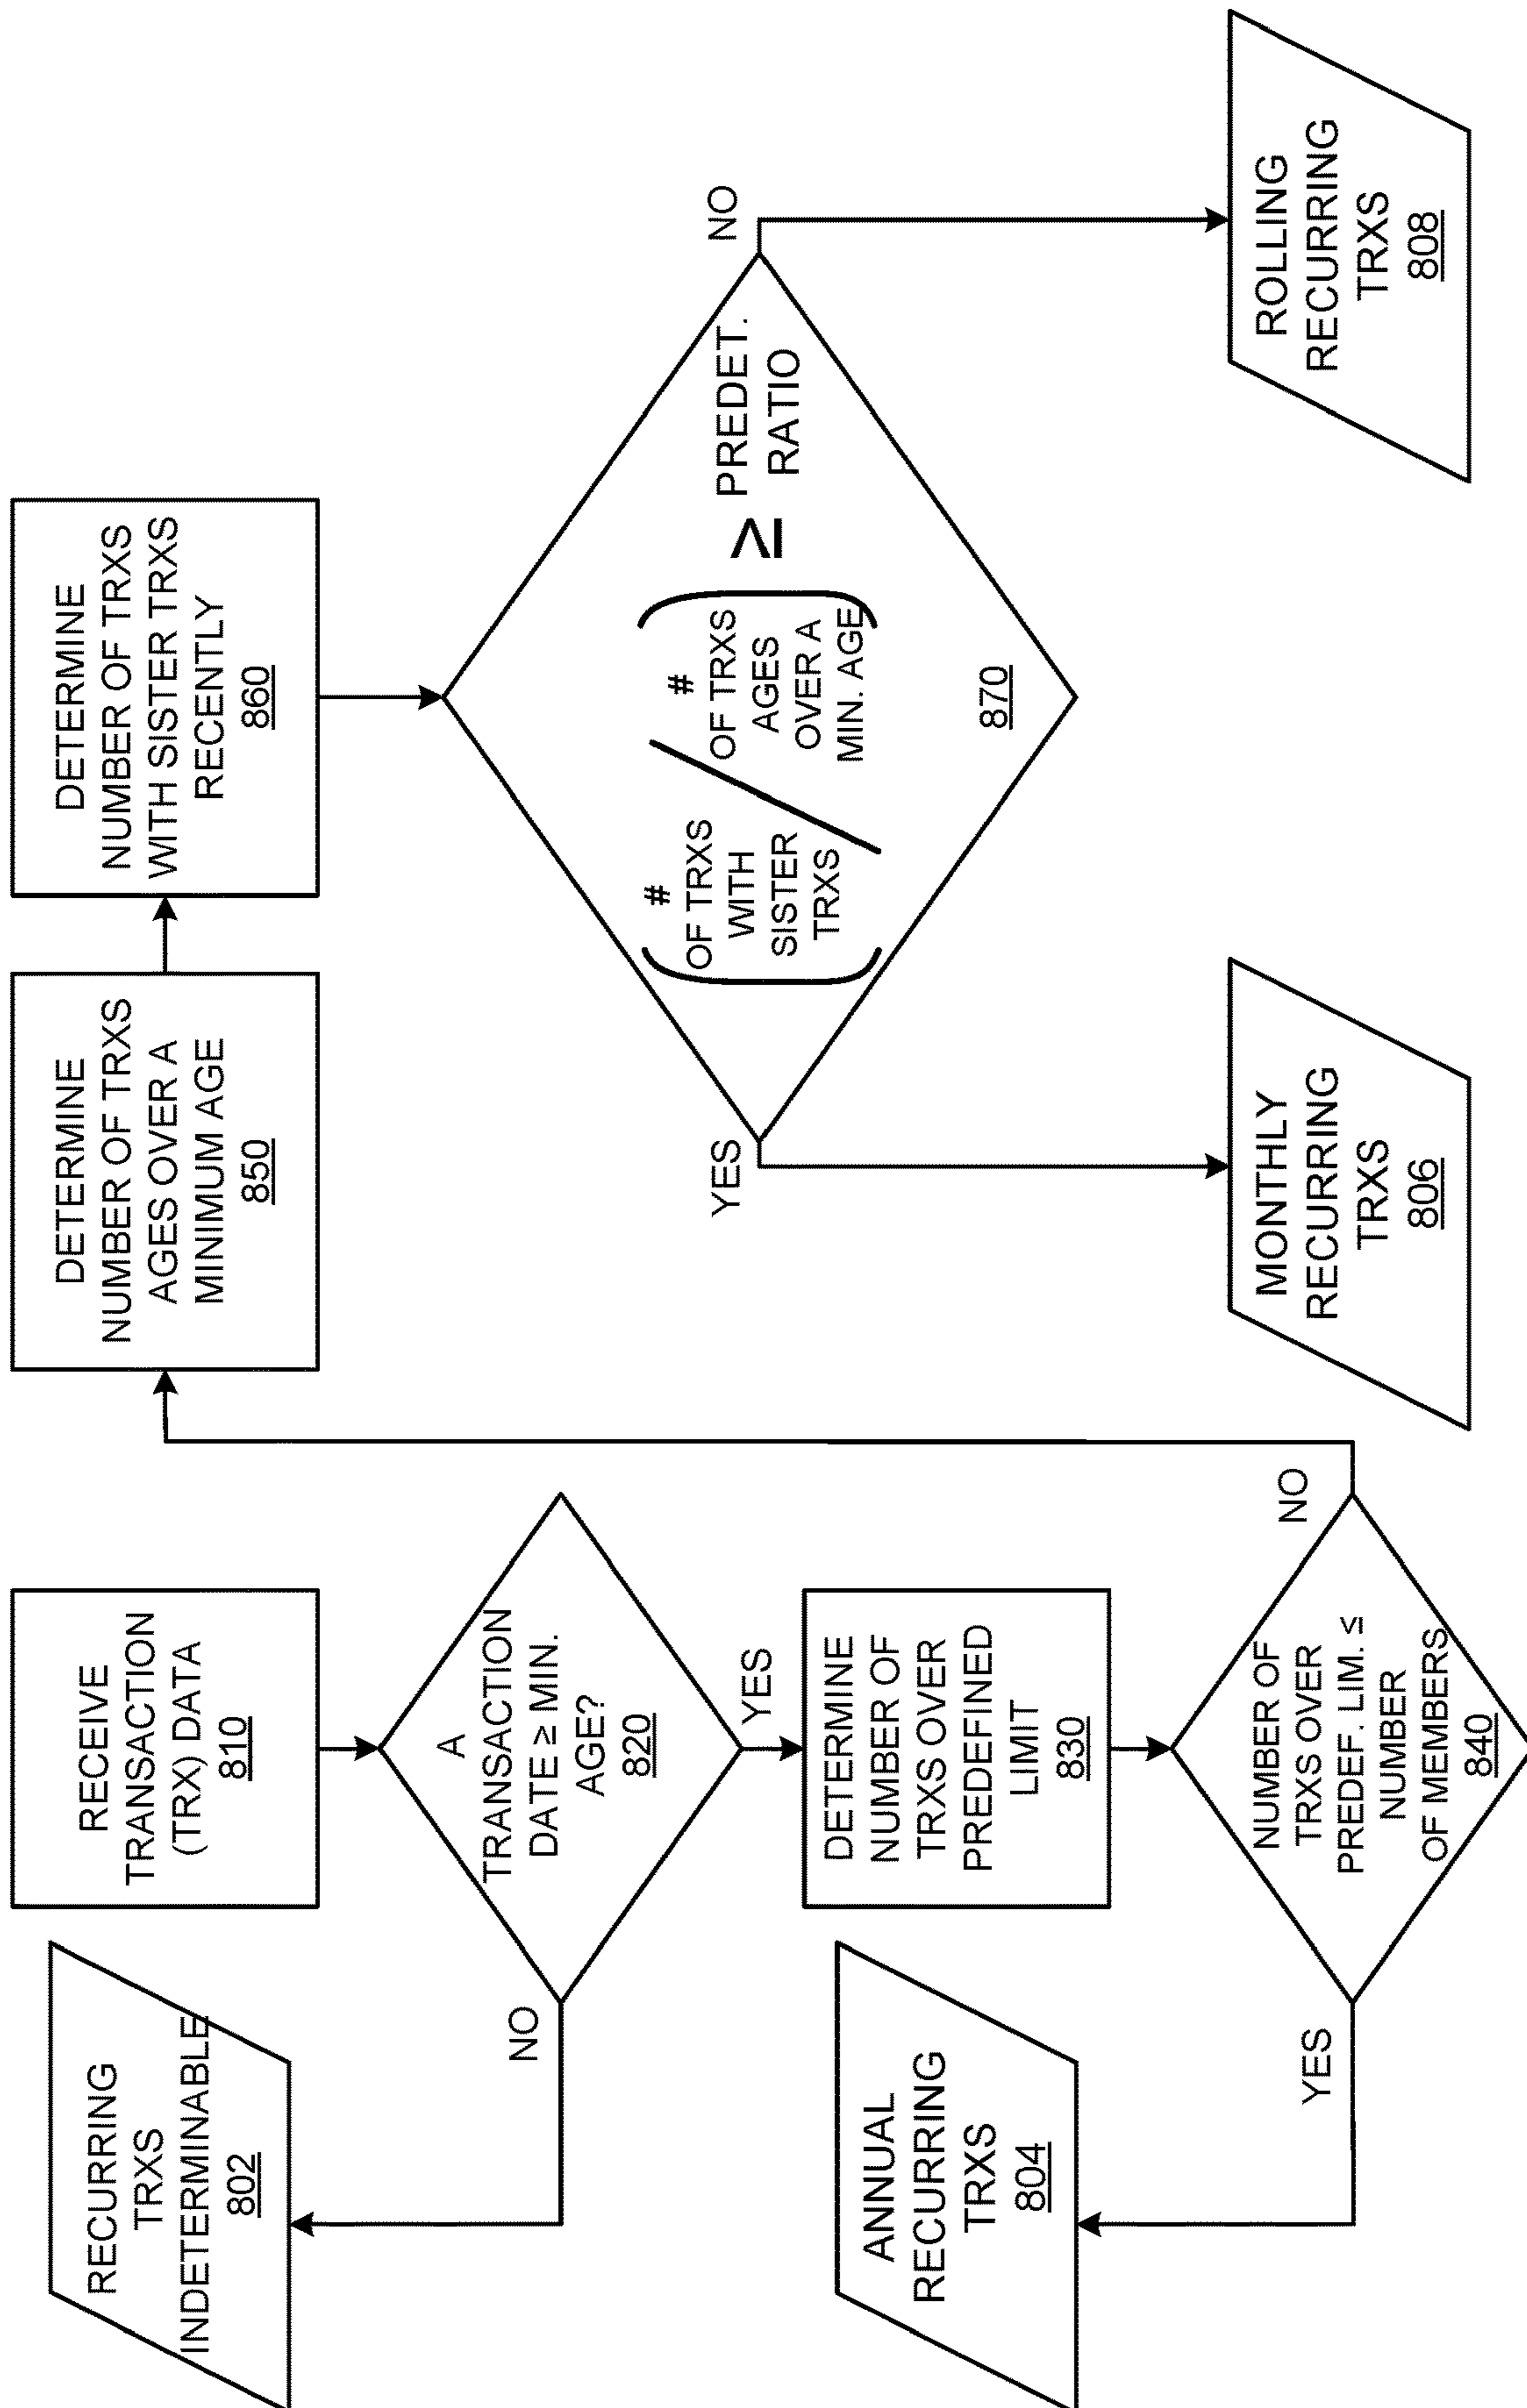 RECEIVE
TRANSACTION
(TRX) DATA
810
A
TRANSACTION
DATE ≥ MIN.
AGE?
820
NO
YES
RECURRING
TRXS
INDETERMINABLE
802
DETERMINE
NUMBER OF
TRXS OVER
PREDEFINED
LIMIT
830
NUMBER OF
TRXS OVER
PREDEF. LIM. ≤
NUMBER
OF MEMBERS
840
YES
NO
ANNUAL
RECURRING
TRXS
804
DETERMINE
NUMBER OF TRXS
AGES OVER A
MINIMUM AGE
850
DETERMINE
NUMBER OF TRXS
WITH SISTER TRXS
RECENTLY
860
#
OF TRXS
WITH
SISTER
TRXS
/
#
OF TRXS
AGES
OVER A
MIN. AGE
≥
PREDET.
RATIO
870
YES
NO
MONTHLY
RECURRING
TRXS
806
ROLLING
RECURRING
TRXS
808